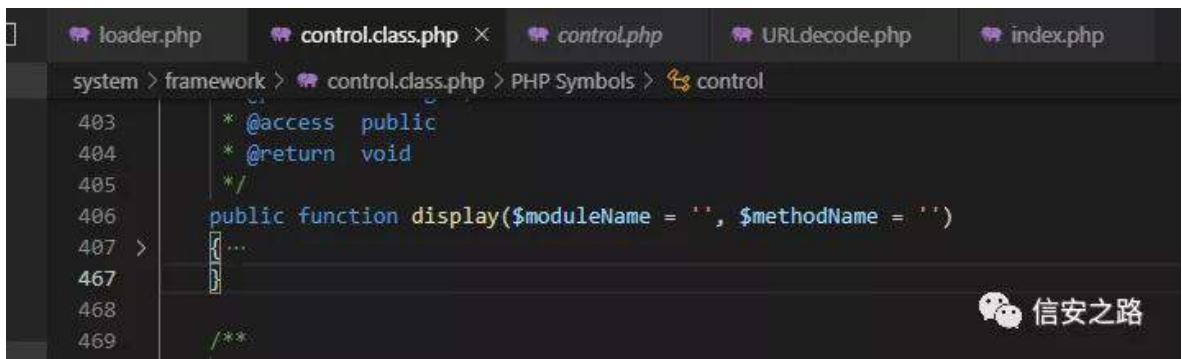 loader.php control.class.php × control.php URLdecode.php index.php
system > framework > control.class.php > PHP Symbols > control
403 * @access public
404 * @return void
405 */
406 public function display($moduleName = '', $methodName = '')
407 > {...
467 }
468
469 /**
信安之路